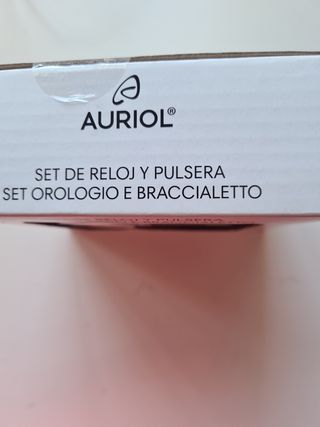 AURIOL®
SET DE RELOJ Y PULSERA
SET OROLOGIO E BRACCIALETTO